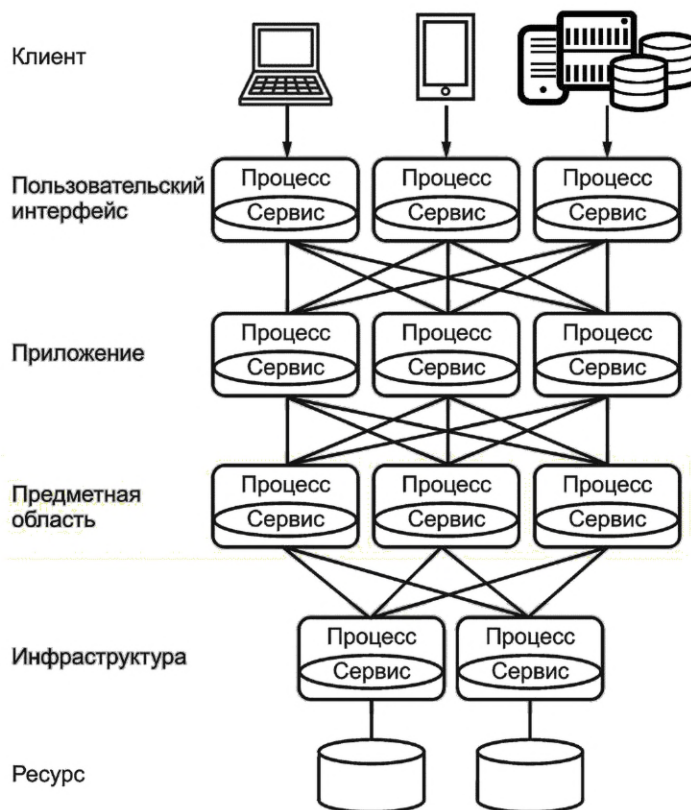 Клиент
Пользовательский
интерфейс
Процесс
Сервис
Процесс
Сервис
Процесс
Сервис
Приложение
Процесс
Сервис
Процесс
Сервис
Процесс
Сервис
Предметная
область
Процесс
Сервис
Процесс
Сервис
Процесс
Сервис
Инфраструктура
Процесс
Сервис
Процесс
Сервис
Ресурс